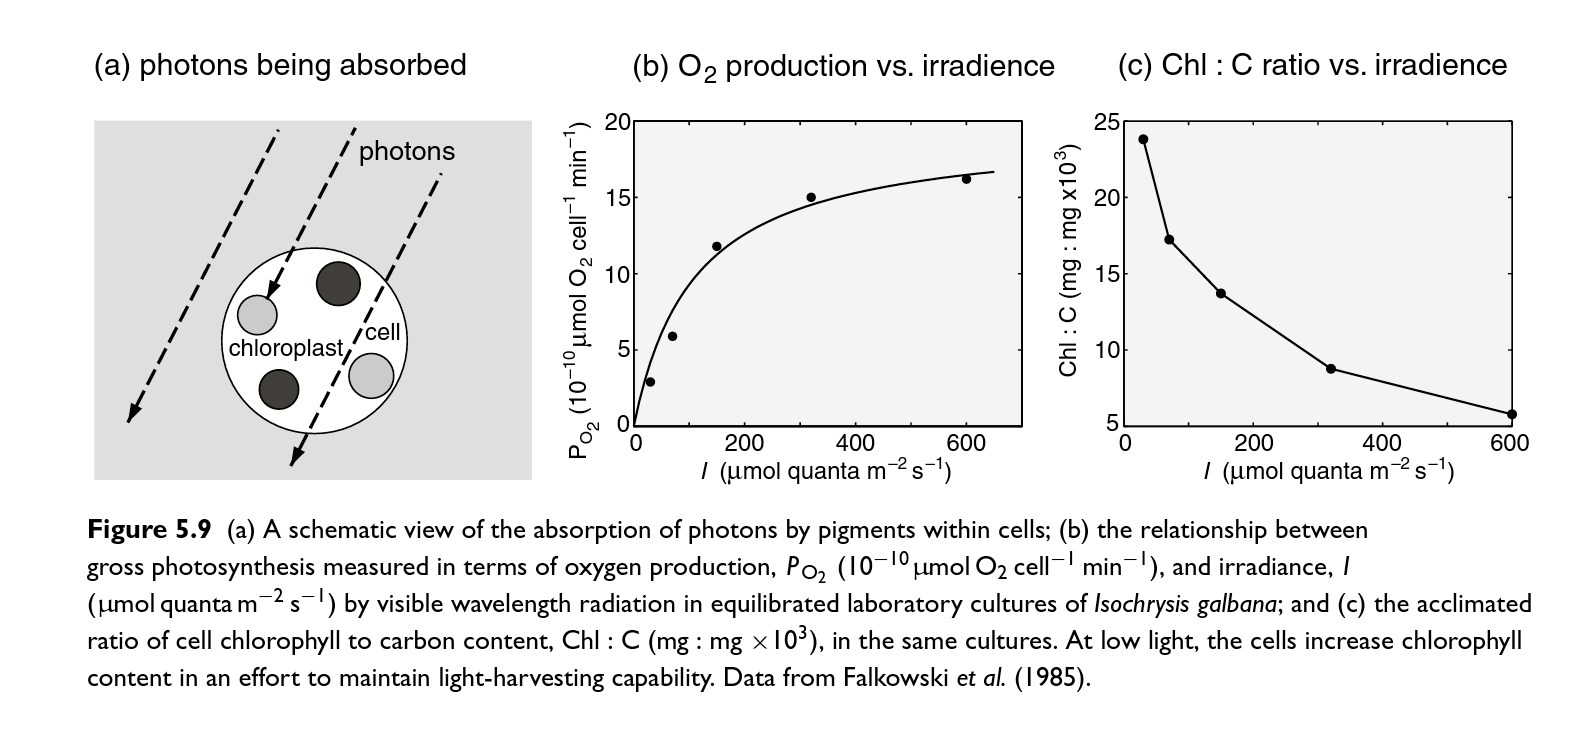 (a) photons being absorbed
photons
cell
chloroplast
(b) O₂ production vs. irradience
20
15
10
5
0
P_O₂ (10⁻¹⁰ μmol O₂ cell⁻¹ min⁻¹)
0 200 400 600
I (μmol quanta m⁻² s⁻¹)
(c) Chl : C ratio vs. irradience
25
20
15
10
5
Chl : C (mg : mg x10³)
0 200 400 600
I (μmol quanta m⁻² s⁻¹)
Figure 5.9 (a) A schematic view of the absorption of photons by pigments within cells; (b) the relationship between
gross photosynthesis measured in terms of oxygen production, P_O₂ (10⁻¹⁰ μmol O₂ cell⁻¹ min⁻¹), and irradiance, I
(μmol quanta m⁻² s⁻¹) by visible wavelength radiation in equilibrated laboratory cultures of Isochrysis galbana; and (c) the acclimated
ratio of cell chlorophyll to carbon content, Chl : C (mg : mg ×10³), in the same cultures. At low light, the cells increase chlorophyll
content in an effort to maintain light-harvesting capability. Data from Falkowski et al. (1985).